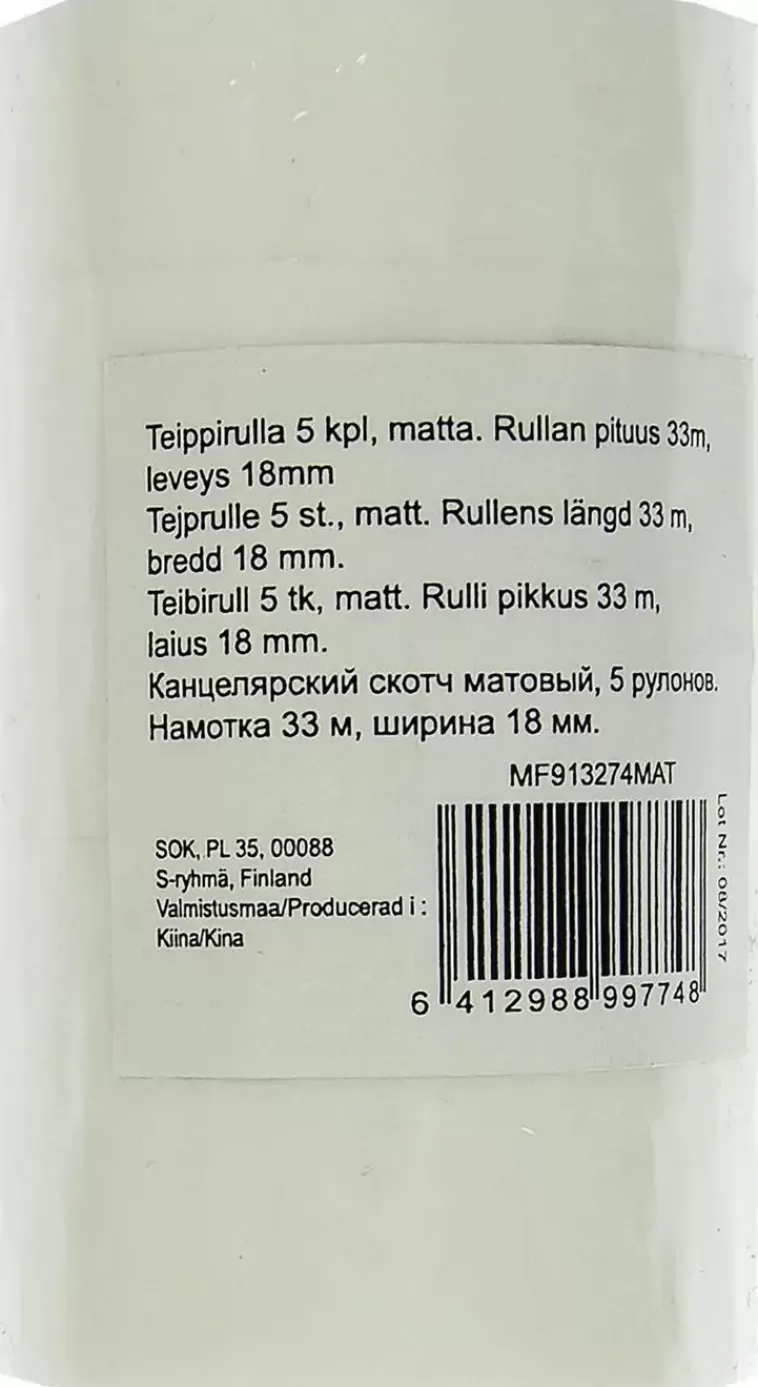 Teippirulla 5 kpl, matta. Rullan pituus 33m,
leveys 18mm
Tejprulle 5 st., matt. Rullens längd 33 m,
bredd 18 mm.
Teibirull 5 tk, matt. Rulli pikkus 33 m,
laius 18 mm.
Канцелярский скотч матовый, 5 рулонов.
Намотка 33 м, ширина 18 мм.
MF913274MAT
SOK, PL 35, 00088
S-ryhmä, Finland
Valmistusmaa/Producerad i :
Kiina/Kina
6 412988 997748
Lot Nr.: 08/2017